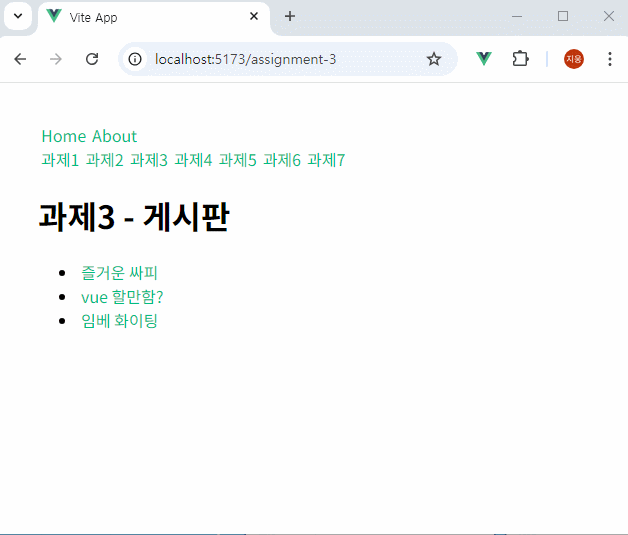 Vite App
localhost:5173/assignment-3
지웅
Home About
과제1 과제2 과제3 과제4 과제5 과제6 과제7
과제3 - 게시판
즐거운 싸피
vue 할만함?
임베 화이팅